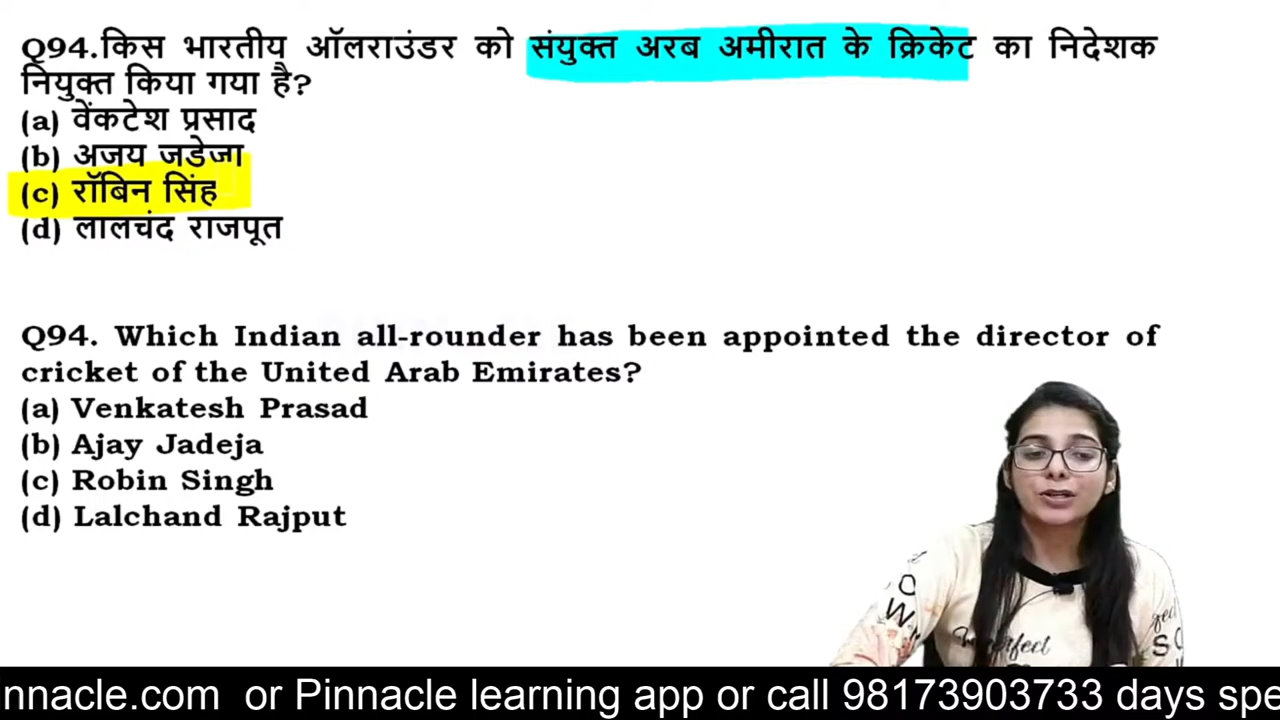 Q94.किस भारतीय ऑलराउंडर को संयुक्त अरब अमीरात के क्रिकेट का निदेशक
नियुक्त किया गया है?
(a) वेंकटेश प्रसाद
(b) अजय जडेजा
(c) रॉबिन सिंह
(d) लालचंद राजपूत
Q94. Which Indian all-rounder has been appointed the director of
cricket of the United Arab Emirates?
(a) Venkatesh Prasad
(b) Ajay Jadeja
(c) Robin Singh
(d) Lalchand Rajput
innacle.com or Pinnacle learning app or call 98173903733 days spe